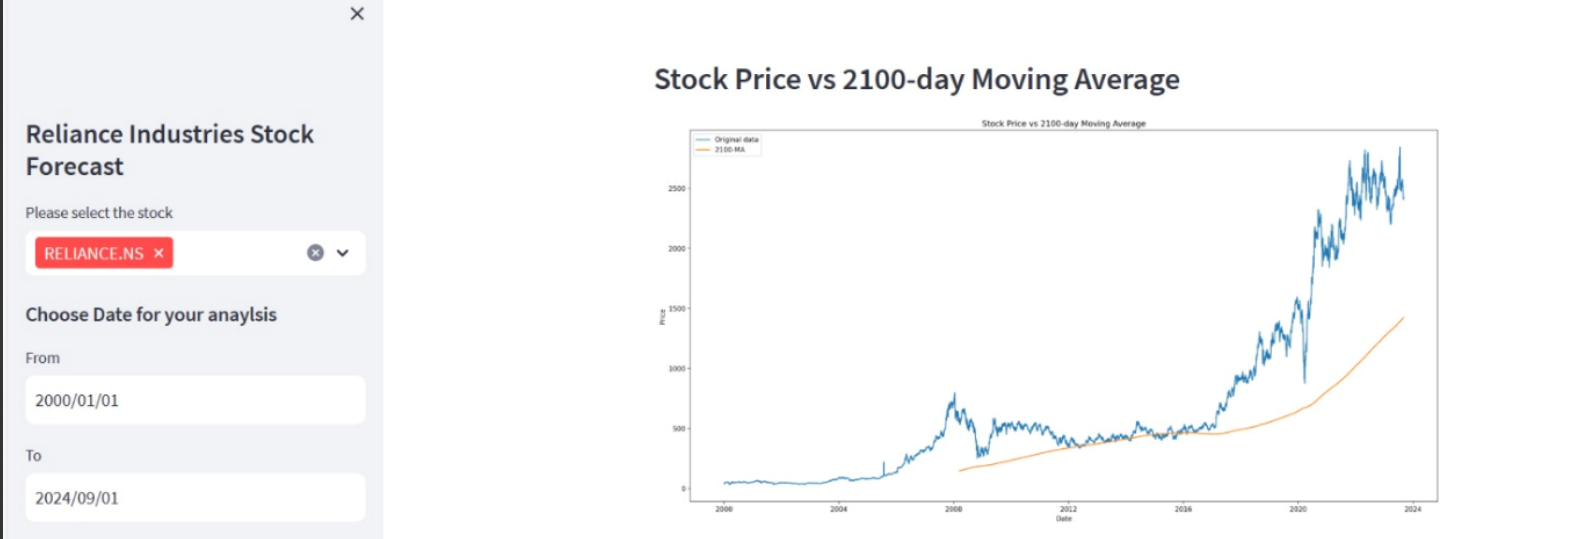 Reliance Industries Stock
Forecast
Please select the stock
RELIANCE.NS ×
Choose Date for your anaylsis
From
2000/01/01
To
2024/09/01
Stock Price vs 2100-day Moving Average
Stock Price vs 2100-day Moving Average
Original data
2100-MA
Price
2500
2000
1500
1000
500
0
2000 2004 2008 2012 2016 2020 2024
Date